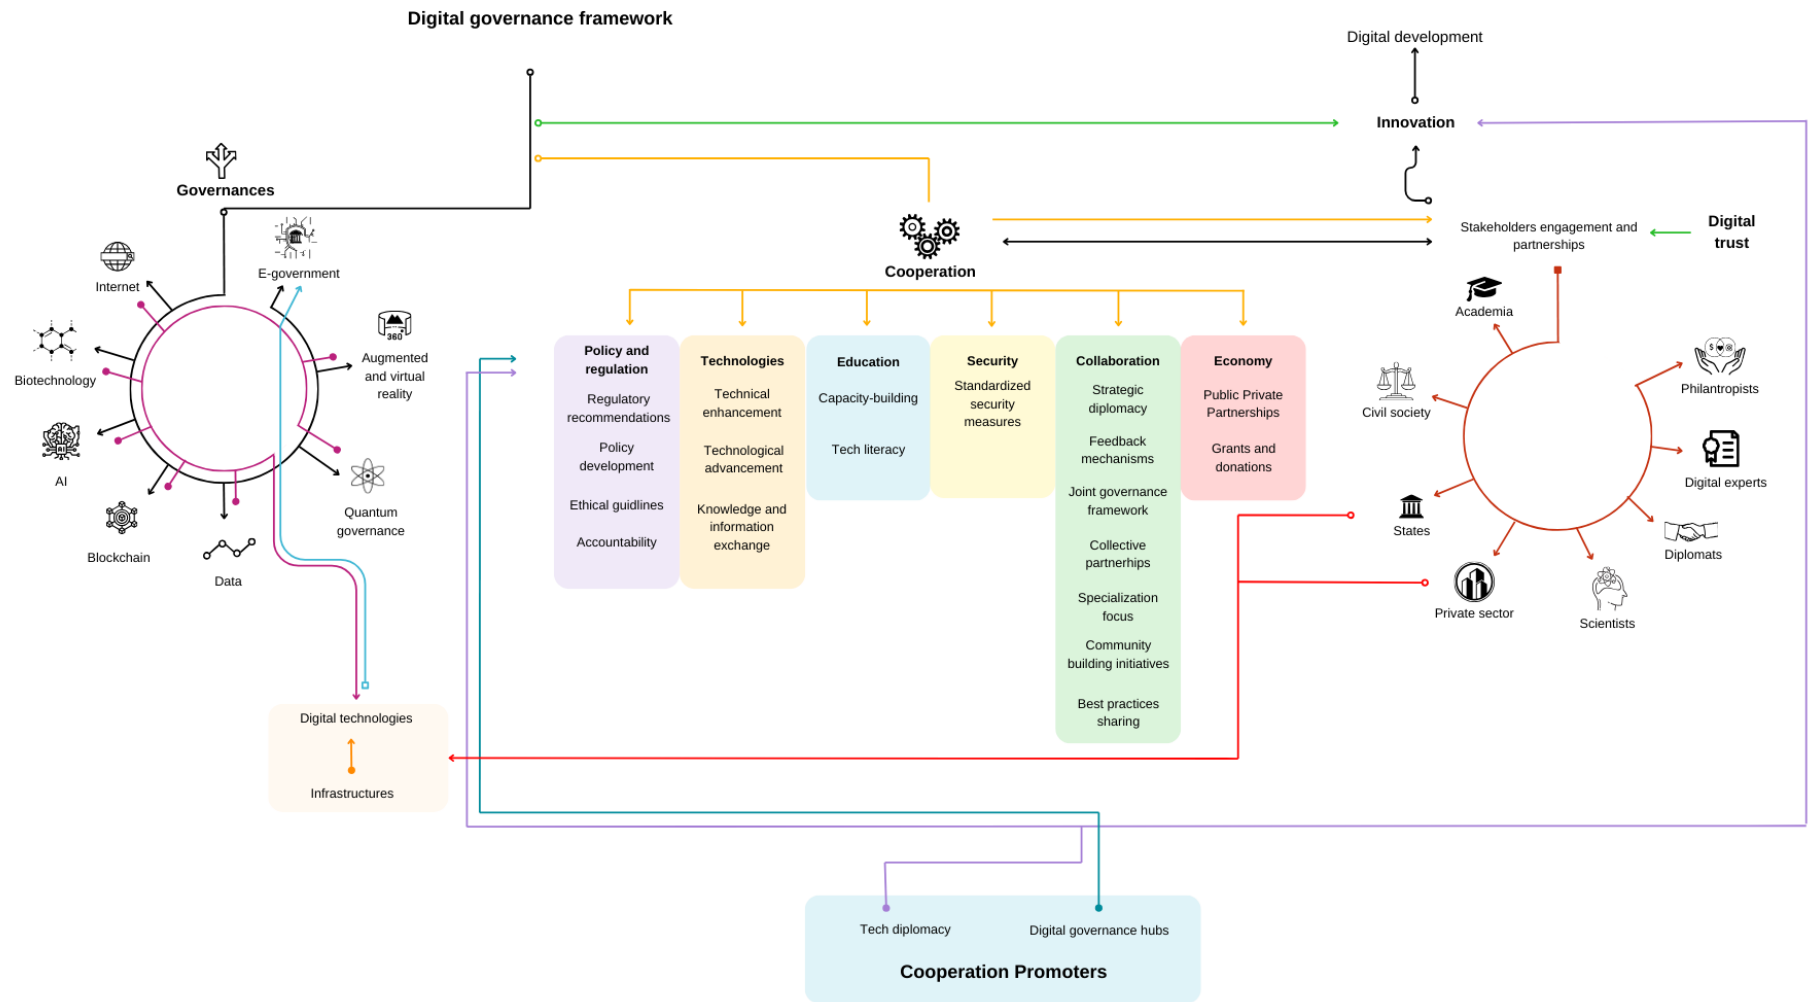 Digital governance framework
Digital development
Innovation
Governances
E-government
Internet
Biotechnology
AI
AI
Blockchain
Data
Quantum
governance
Augmented
and virtual
reality
360°
Cooperation
Stakeholders engagement and
partnerships
Digital
trust
Policy and
regulation
Regulatory
recommendations
Policy
development
Ethical guidlines
Accountability
Technologies
Technical
enhancement
Technological
advancement
Knowledge and
information
exchange
Education
Capacity-building
Tech literacy
Security
Standardized
security
measures
Collaboration
Strategic
diplomacy
Feedback
mechanisms
Joint governance
framework
Collective
partnerhips
Specialization
focus
Community
building initiatives
Best practices
sharing
Economy
Public Private
Partnerships
Grants and
donations
Academia
Civil society
States
Private sector
Scientists
Diplomats
Digital experts
Philantropists
$
Digital technologies
Infrastructures
Tech diplomacy
Digital governance hubs
Cooperation Promoters